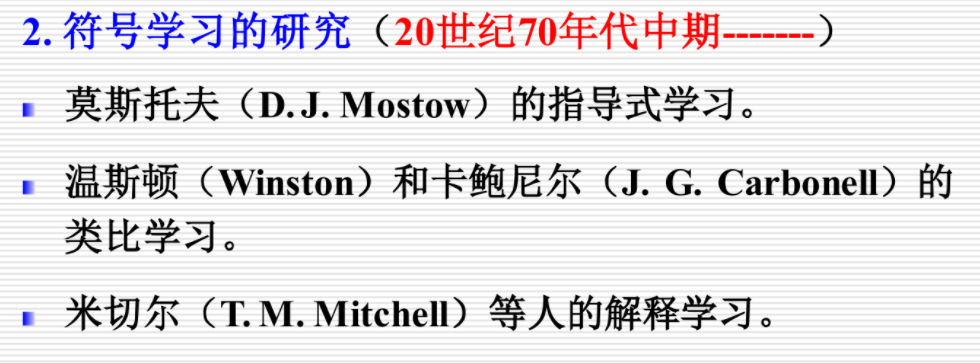 2. 符号学习的研究（20世纪70年代中期-------）
莫斯托夫（D. J. Mostow）的指导式学习。
温斯顿（Winston）和卡鲍尼尔（J. G. Carbonell）的
类比学习。
米切尔（T. M. Mitchell）等人的解释学习。